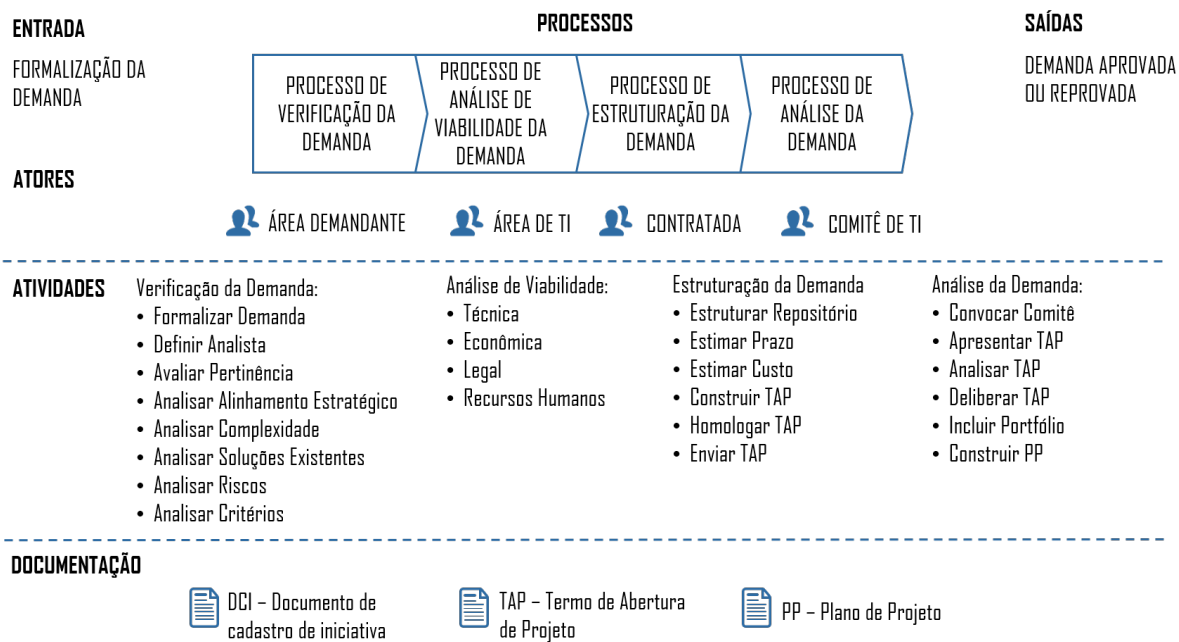 ENTRADA
FORMALIZAÇÃO DA
DEMANDA
PROCESSOS
SAÍDAS
DEMANDA APROVADA
OU REPROVADA
PROCESSO DE
VERIFICAÇÃO DA
DEMANDA
PROCESSO DE
ANÁLISE DE
VIABILIDADE DA
DEMANDA
PROCESSO DE
ESTRUTURAÇÃO DA
DEMANDA
PROCESSO DE
ANÁLISE DA
DEMANDA
ATORES
ÁREA DEMANDANTE
ÁREA DE TI
CONTRATADA
COMITÊ DE TI
ATIVIDADES
Verificação da Demanda:
• Formalizar Demanda
• Definir Analista
• Avaliar Pertinência
• Analisar Alinhamento Estratégico
• Analisar Complexidade
• Analisar Soluções Existentes
• Analisar Riscos
• Analisar Critérios
Análise de Viabilidade:
• Técnica
• Econômica
• Legal
• Recursos Humanos
Estruturação da Demanda
• Estruturar Repositório
• Estimar Prazo
• Estimar Custo
• Construir TAP
• Homologar TAP
• Enviar TAP
Análise da Demanda:
• Convocar Comitê
• Apresentar TAP
• Analisar TAP
• Deliberar TAP
• Incluir Portfólio
• Construir PP
DOCUMENTAÇÃO
DCI – Documento de
cadastro de iniciativa
TAP – Termo de Abertura
de Projeto
PP – Plano de Projeto